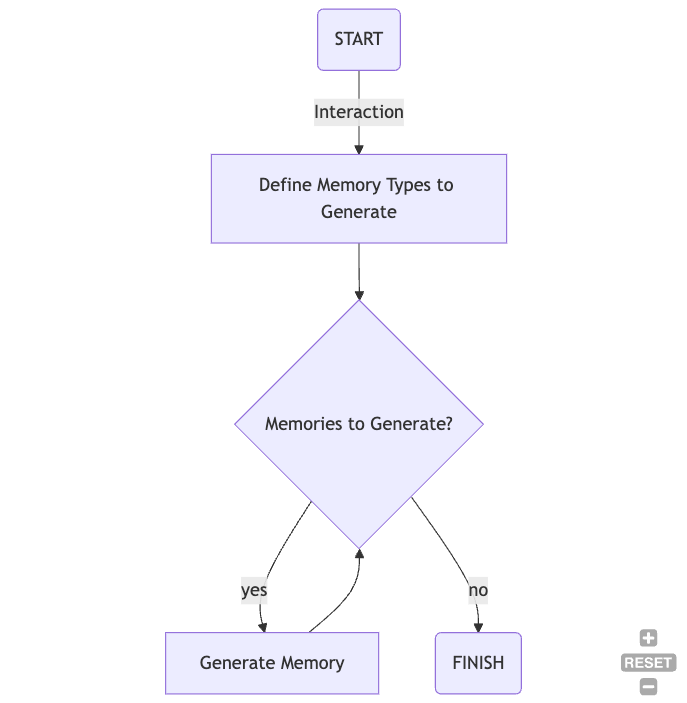 START
Interaction
Define Memory Types to
Generate
Memories to Generate?
yes
no
Generate Memory
FINISH
RESET